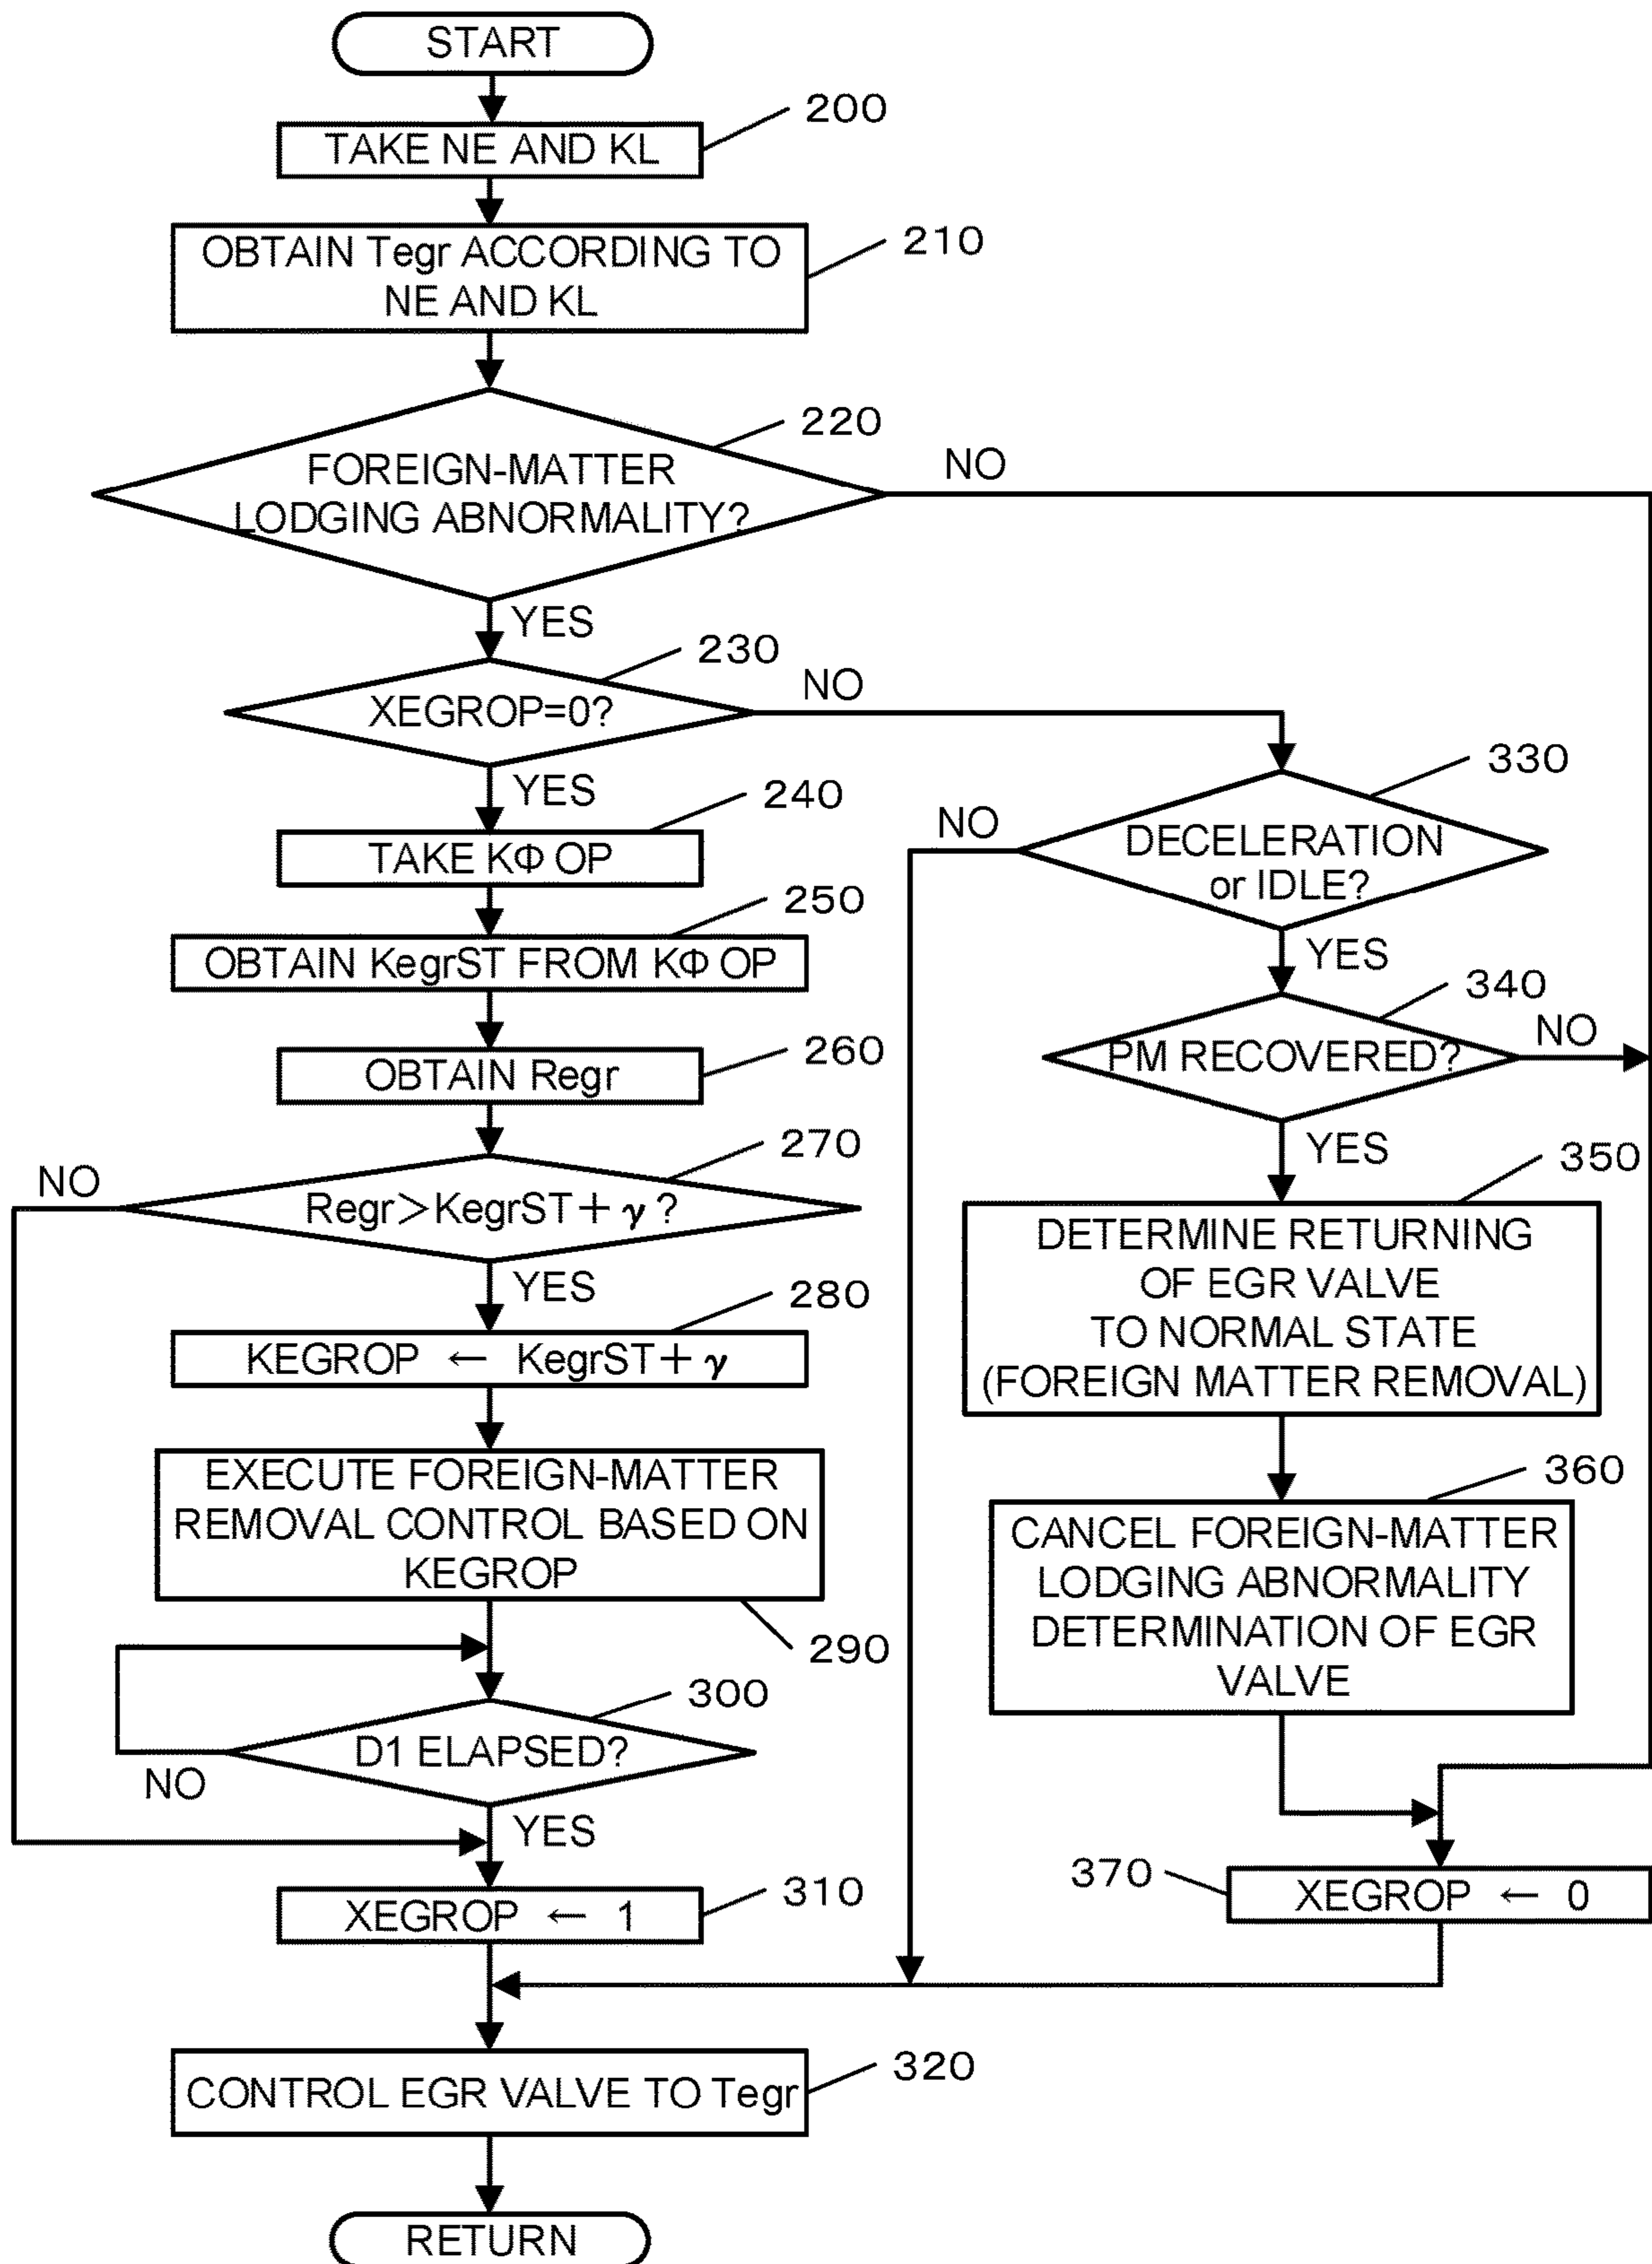 START
200
TAKE NE AND KL
210
OBTAIN Tegr ACCORDING TO
NE AND KL
220
FOREIGN-MATTER
LODGING ABNORMALITY?
NO
YES
230
XEGROP=0?
NO
YES
240
TAKE KΦ OP
250
OBTAIN KegrST FROM KΦ OP
260
OBTAIN Regr
270
NO
Regr>KegrST+γ?
YES
280
KEGROP ← KegrST+γ
EXECUTE FOREIGN-MATTER
REMOVAL CONTROL BASED ON
KEGROP
290
300
D1 ELAPSED?
NO
YES
310
XEGROP ← 1
330
NO
DECELERATION
or IDLE?
YES
340
PM RECOVERED?
NO
YES
350
DETERMINE RETURNING
OF EGR VALVE
TO NORMAL STATE
(FOREIGN MATTER REMOVAL)
360
CANCEL FOREIGN-MATTER
LODGING ABNORMALITY
DETERMINATION OF EGR
VALVE
370
XEGROP ← 0
320
CONTROL EGR VALVE TO Tegr
RETURN